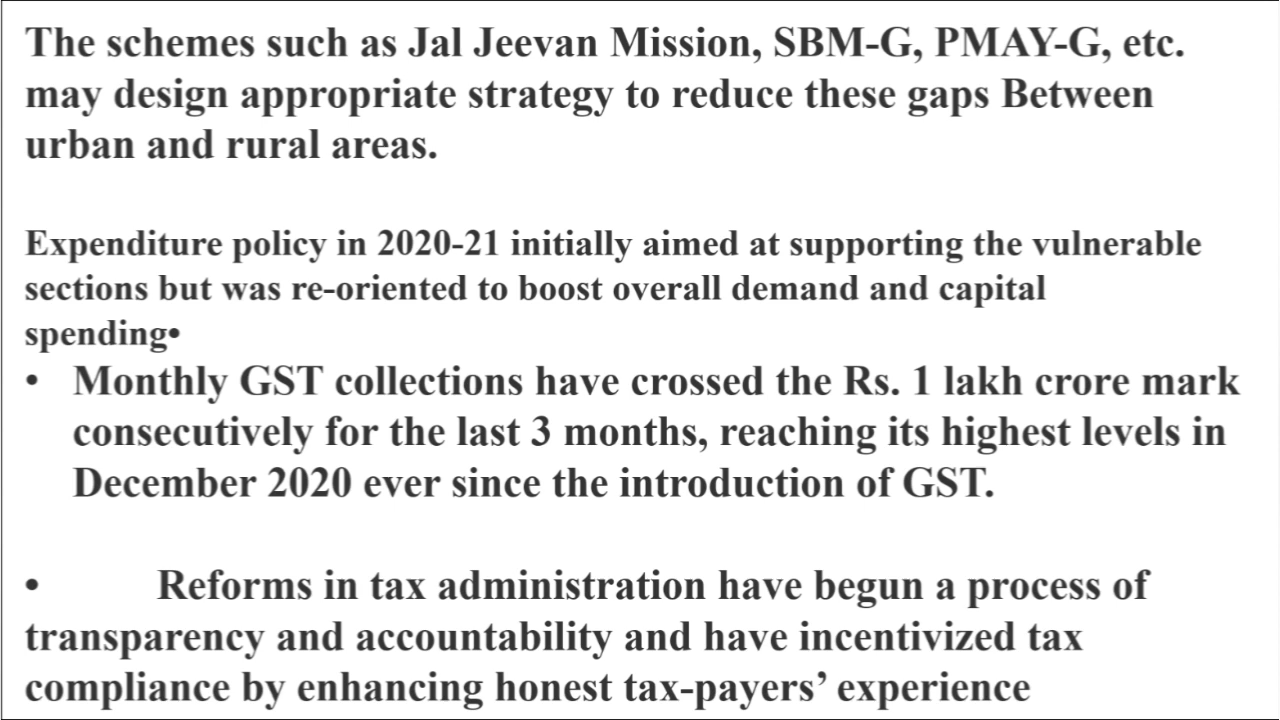 The schemes such as Jal Jeevan Mission, SBM-G, PMAY-G, etc.
may design appropriate strategy to reduce these gaps Between
urban and rural areas.
Expenditure policy in 2020-21 initially aimed at supporting the vulnerable
sections but was re-oriented to boost overall demand and capital
spending•
• Monthly GST collections have crossed the Rs. 1 lakh crore mark
consecutively for the last 3 months, reaching its highest levels in
December 2020 ever since the introduction of GST.
• Reforms in tax administration have begun a process of
transparency and accountability and have incentivized tax
compliance by enhancing honest tax-payers’ experience